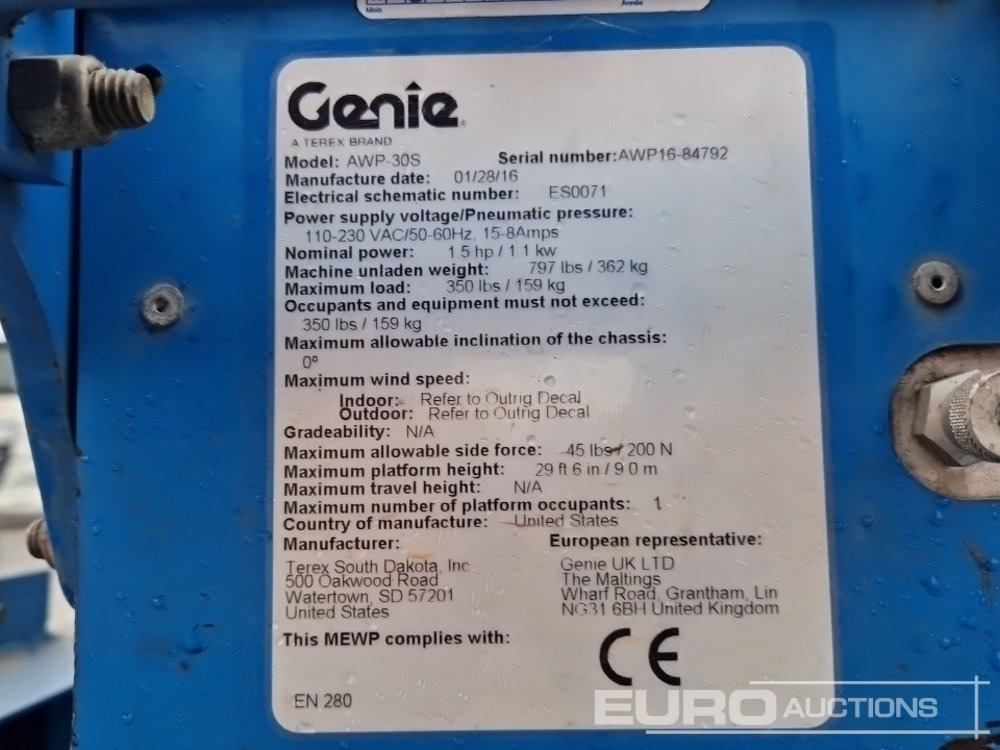 Mois
Année
Genie
A TEREX BRAND
Model: AWP-30S Serial number: AWP16-84792
Manufacture date: 01/28/16
Electrical schematic number: ES0071
Power supply voltage/Pneumatic pressure:
110-230 VAC/50-60Hz, 15-8Amps
Nominal power: 1.5 hp / 1.1 kw
Machine unladen weight: 797 lbs / 362 kg
Maximum load: 350 lbs / 159 kg
Occupants and equipment must not exceed:
350 lbs / 159 kg
Maximum allowable inclination of the chassis:
0º
Maximum wind speed:
Indoor: Refer to Outrig Decal
Outdoor: Refer to Outrig Decal
Gradeability: N/A
Maximum allowable side force: 45 lbs / 200 N
Maximum platform height: 29 ft 6 in / 9.0 m
Maximum travel height: N/A
Maximum number of platform occupants: 1
Country of manufacture: United States
Manufacturer: European representative:
Terex South Dakota, Inc Genie UK LTD
500 Oakwood Road The Maltings
Watertown, SD 57201 Wharf Road, Grantham, Lin
United States NG31 6BH United Kingdom
This MEWP complies with: CE
EN 280
EURO AUCTIONS